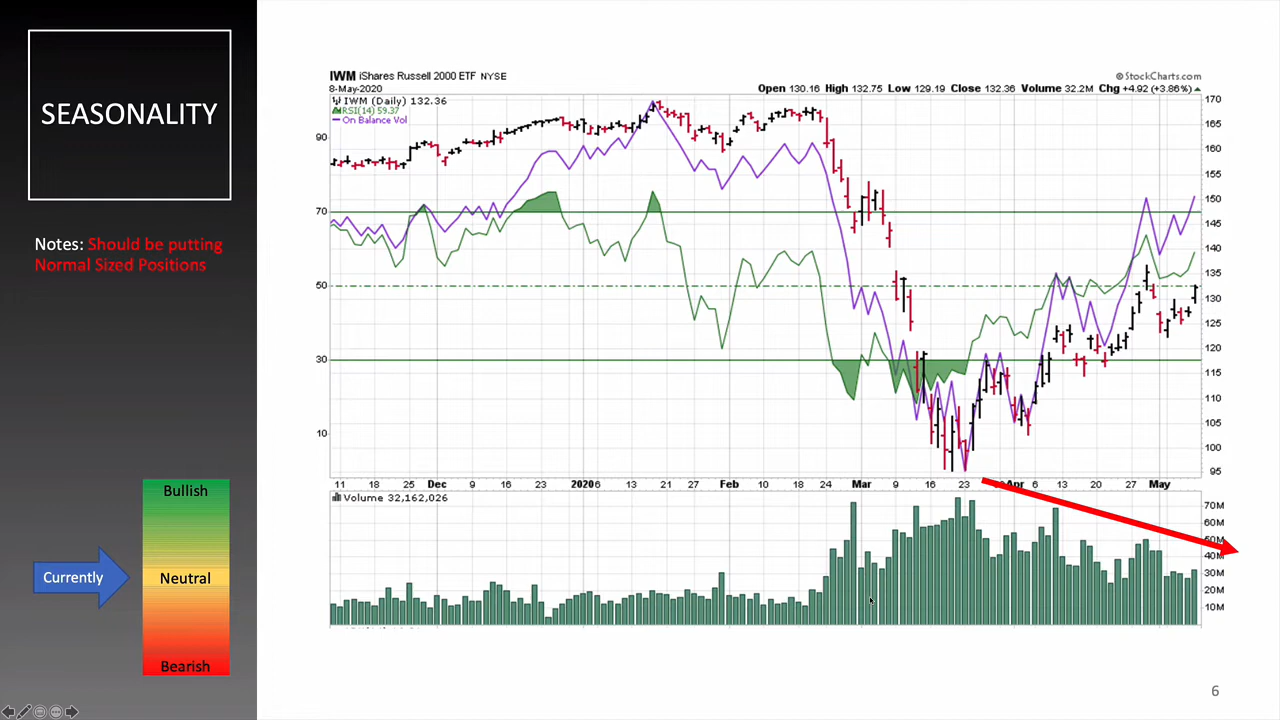 SEASONALITY
Notes: Should be putting
Normal Sized Positions
Bullish
Currently
Neutral
Bearish
IWM iShares Russell 2000 ETF NYSE
© StockCharts.com
8-May-2020
Open 130.16 High 132.75 Low 129.19 Close 132.36 Volume 32.2M Chg +4.92 (+3.86%)
IWM (Daily) 132.36
RSI(14) 59.37
On Balance Vol
90
70
50
30
10
170
165
160
155
150
145
140
135
130
125
120
115
110
105
100
95
11 18 25 Dec 9 16 23 2020 6 13 21 27 Feb 10 18 24 Mar 9 16 23 Apr 6 13 20 27 May
Volume 32,162,026
70M
60M
50M
40M
30M
20M
10M
6